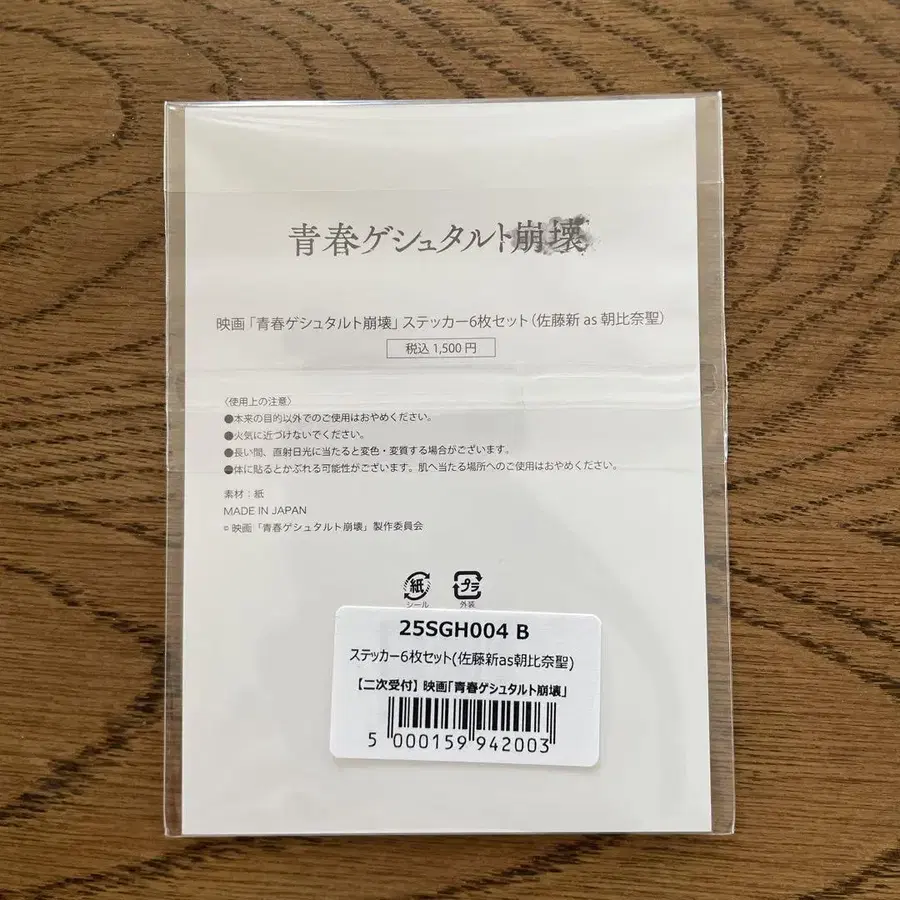 青春ゲシュタルト崩壊
映画「青春ゲシュタルト崩壊」ステッカー6枚セット（佐藤新 as 朝比奈聖）
税込 1,500 円
〈使用上の注意〉
●本来の目的以外でのご使用はおやめください。
●火気に近づけないでください。
●長い間、直射日光に当たると変色・変質する場合がございます。
●体に貼るとかぶれる可能性がございます。肌へ当たる場所へのご使用はおやめください。
素材：紙
MADE IN JAPAN
© 映画「青春ゲシュタルト崩壊」製作委員会
紙 プラ
シール 外装
25SGH004 B
ステッカー6枚セット(佐藤新as朝比奈聖)
【二次受付】映画「青春ゲシュタルト崩壊」
5 000159 942003